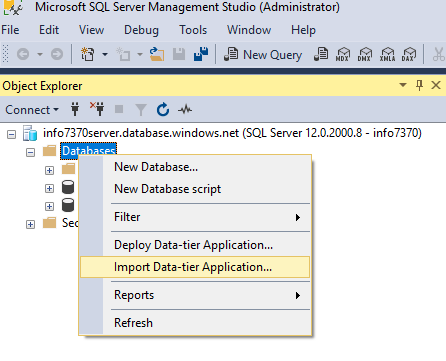 Microsoft SQL Server Management Studio (Administrator)
File Edit View Debug Tools Window Help
New Query MDX DMX XMLA DAX
Object Explorer
Connect
info7370server.database.windows.net (SQL Server 12.0.2000.8 - info7370)
Databases
New Database...
New Database script
Sec
Filter
Deploy Data-tier Application...
Import Data-tier Application...
Reports
Refresh